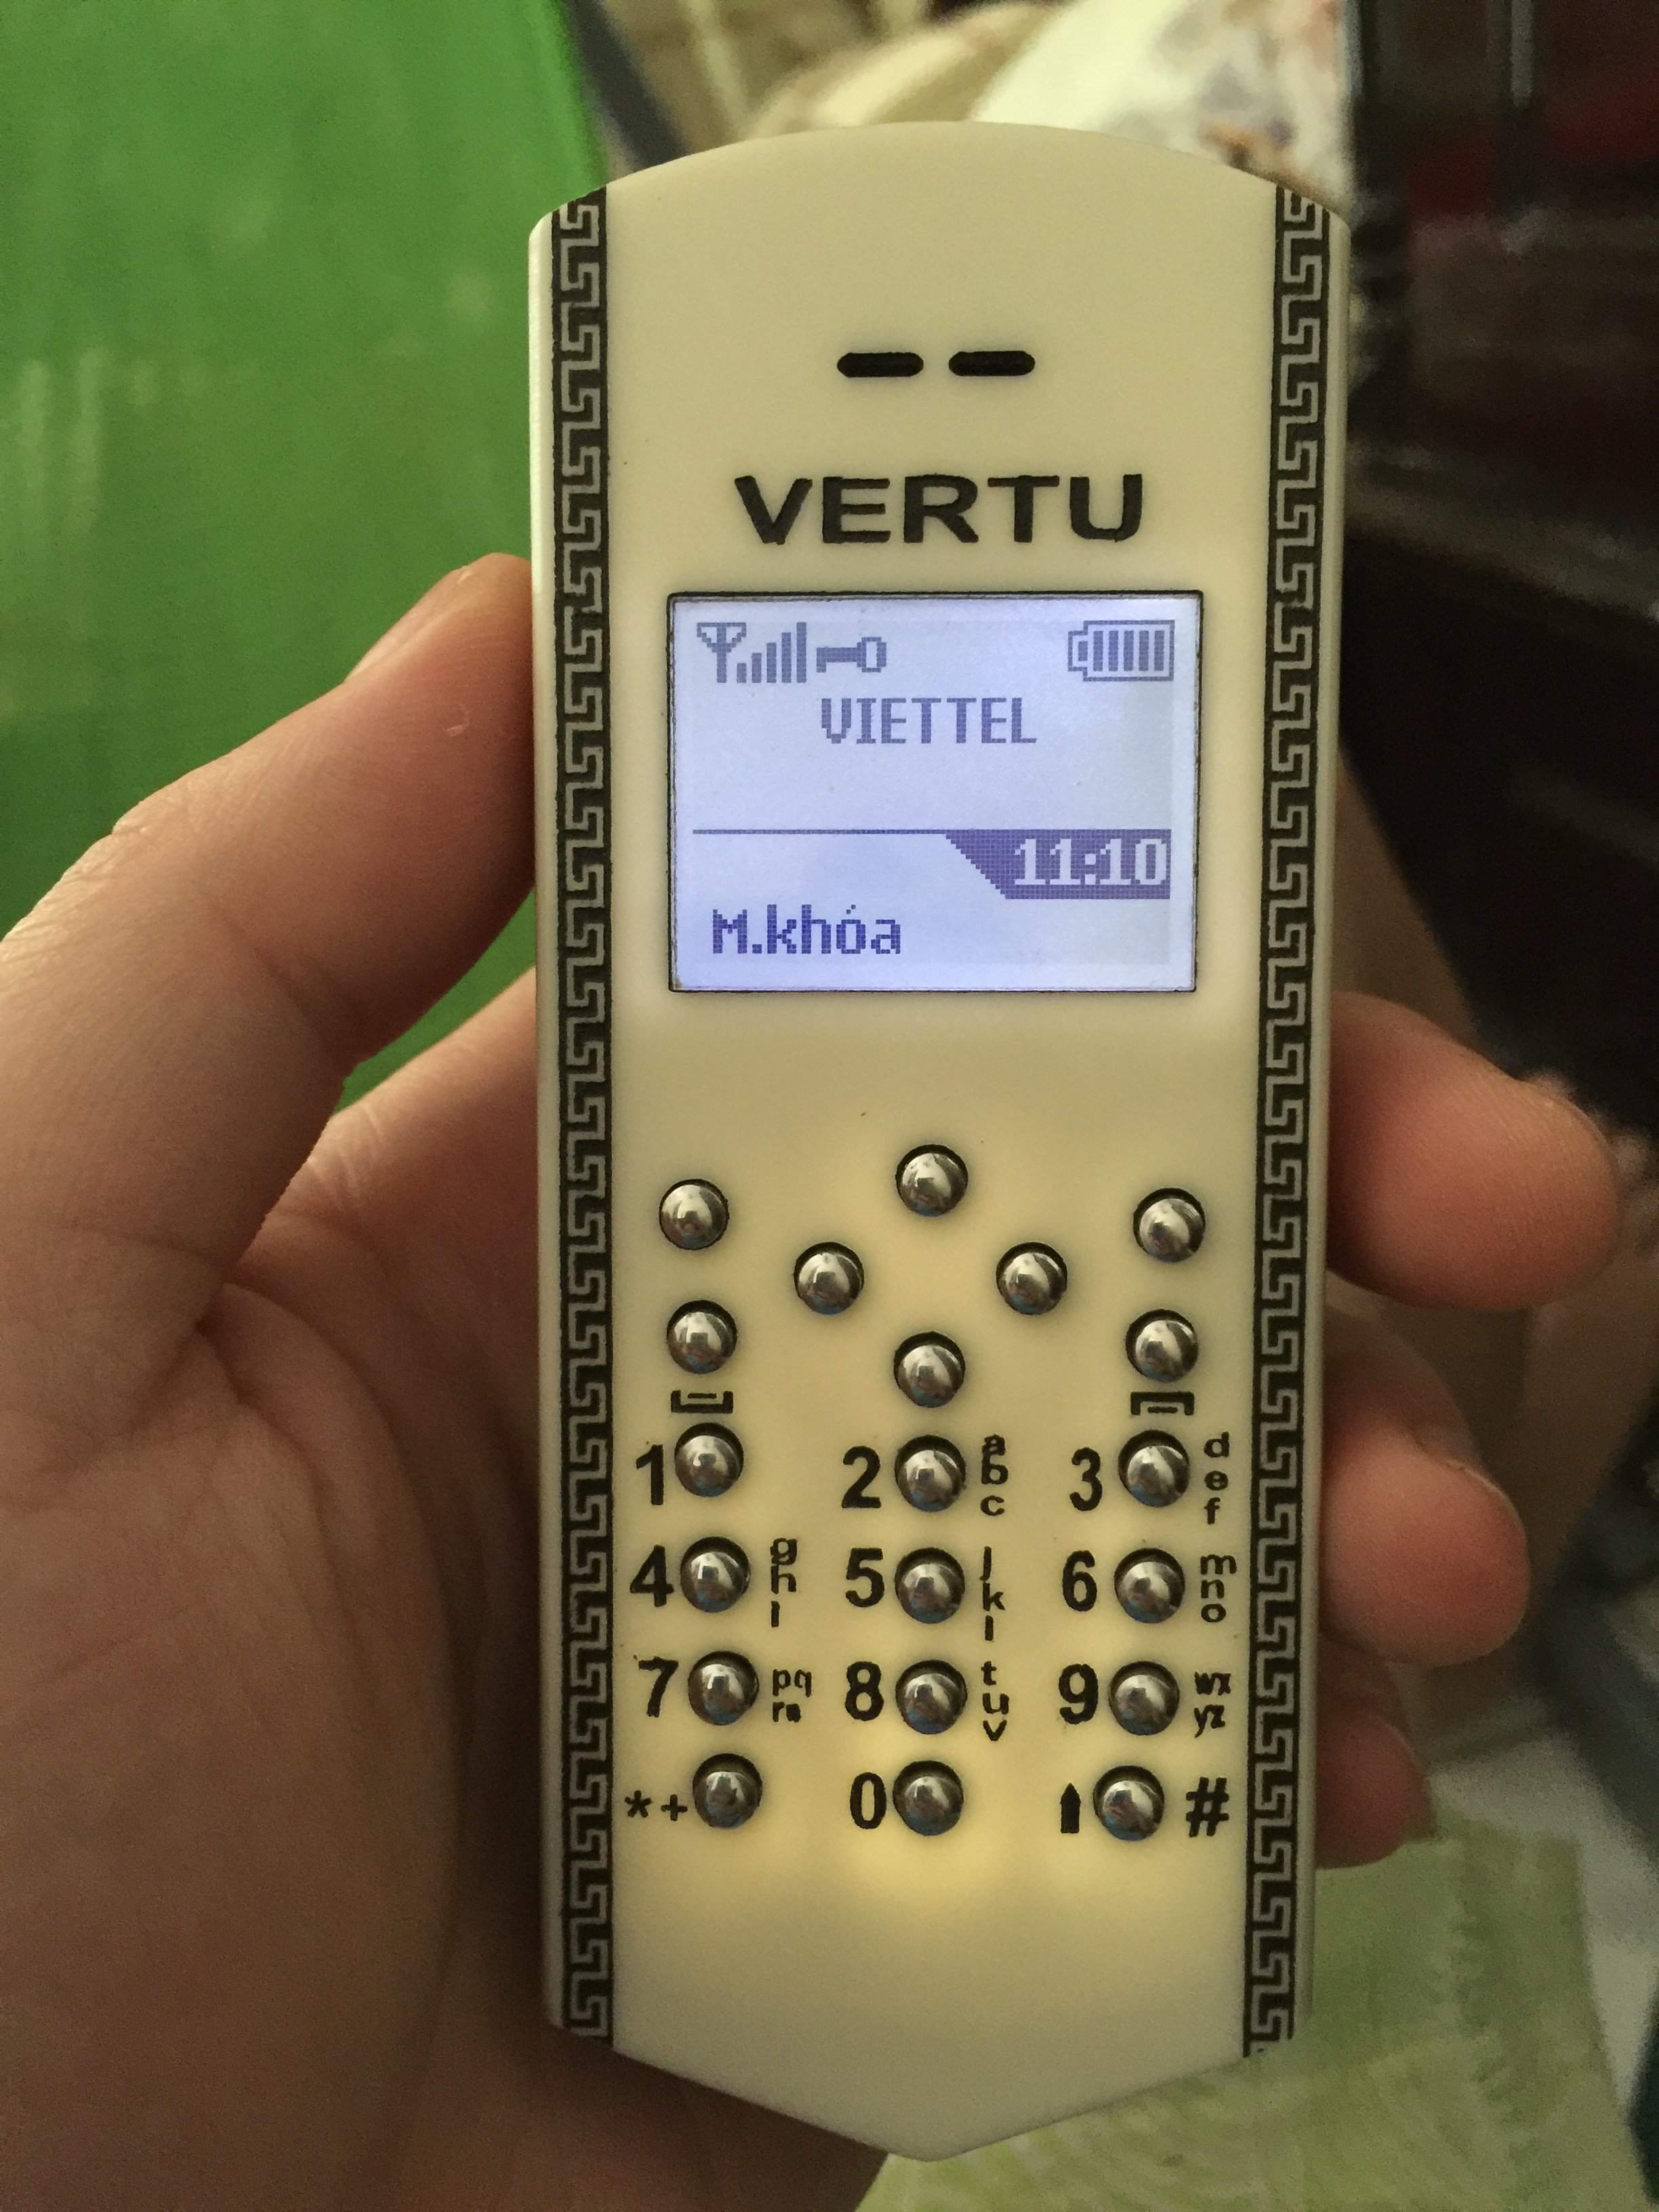 VERTU
VIETTEL
11:10
M.khóa
1 2 abc 3 def
4 ghi 5 jkl 6 mno
7 pqrs 8 tuv 9 wxyz
*+ 0 #